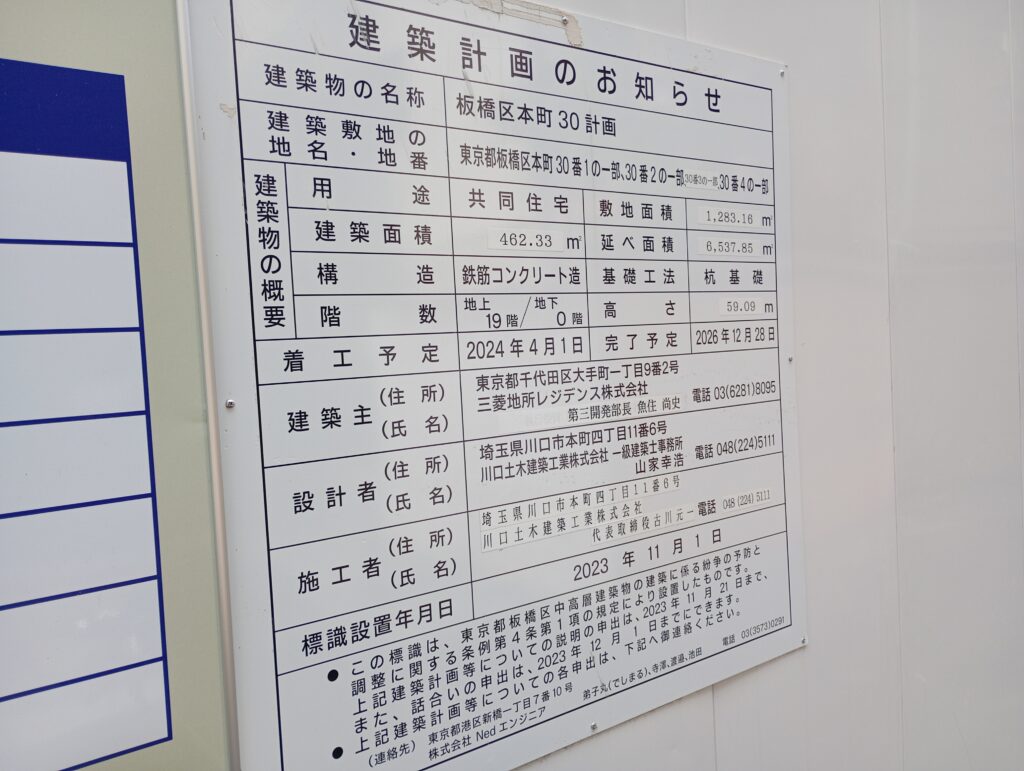 建築計画のお知らせ
建築物の名称 板橋区本町30計画
建築敷地の地名・地番 東京都板橋区本町30番1の一部、30番2の一部、30番3の一部、30番4の一部
建築物の概要
用途 共同住宅 敷地面積 1,283.16 ㎡
建築面積 462.33 ㎡ 延べ面積 6,537.85 ㎡
構造 鉄筋コンクリート造 基礎工法 杭基礎
階数 地上19階/地下0階 高さ 59.09 m
着工予定 2024年4月1日 完了予定 2026年12月28日
建築主 (住所) (氏名)
東京都千代田区大手町一丁目9番2号
三菱地所レジデンス株式会社
第三開発部長 魚住 尚史 電話 03(6281)8095
設計者 (住所) (氏名)
埼玉県川口市本町四丁目11番6号
川口土木建築工業株式会社 一級建築士事務所
山家幸浩 電話 048(224)5111
施工者 (住所) (氏名)
埼玉県川口市本町四丁目11番6号
川口土木建築工業株式会社
代表取締役古川元一 電話 048(224)5111
標識設置年月日 2023年11月1日
● この標識は、東京都板橋区中高層建築物の建築に係る紛争の予防と
調整に関する条例第4条第1項の規定により設置したものです。
上記建築計画等についての説明の申出は、2023年11月21日まで、
また、話合いの申出は、2023年12月1日までにできます。
● 上記建築計画等についての各申出は、下記へ御連絡ください。
(連絡先) 東京都港区新橋一丁目7番10号
株式会社 Ned エンジニア 弟子丸(でしまる)、寺澤、渡邉、池田 電話 03(3573)0291